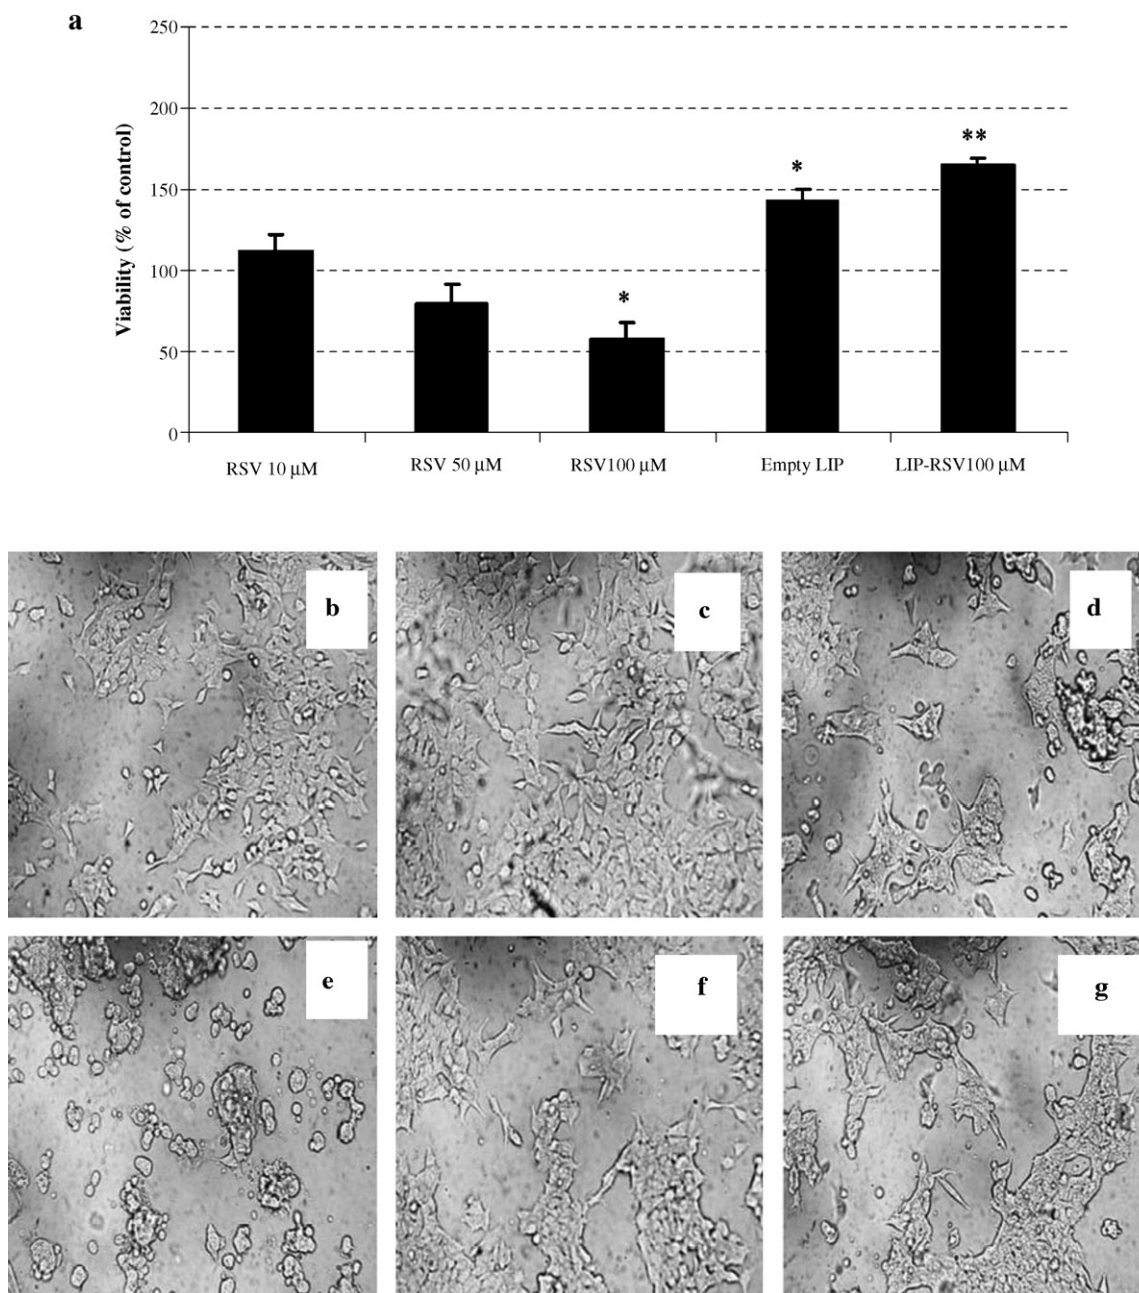 a
250
200
150
100
50
0
Viability (% of control)
*
*
**
RSV 10 µM
RSV 50 µM
RSV100 µM
Empty LIP
LIP-RSV100 µM
b
c
d
e
f
g